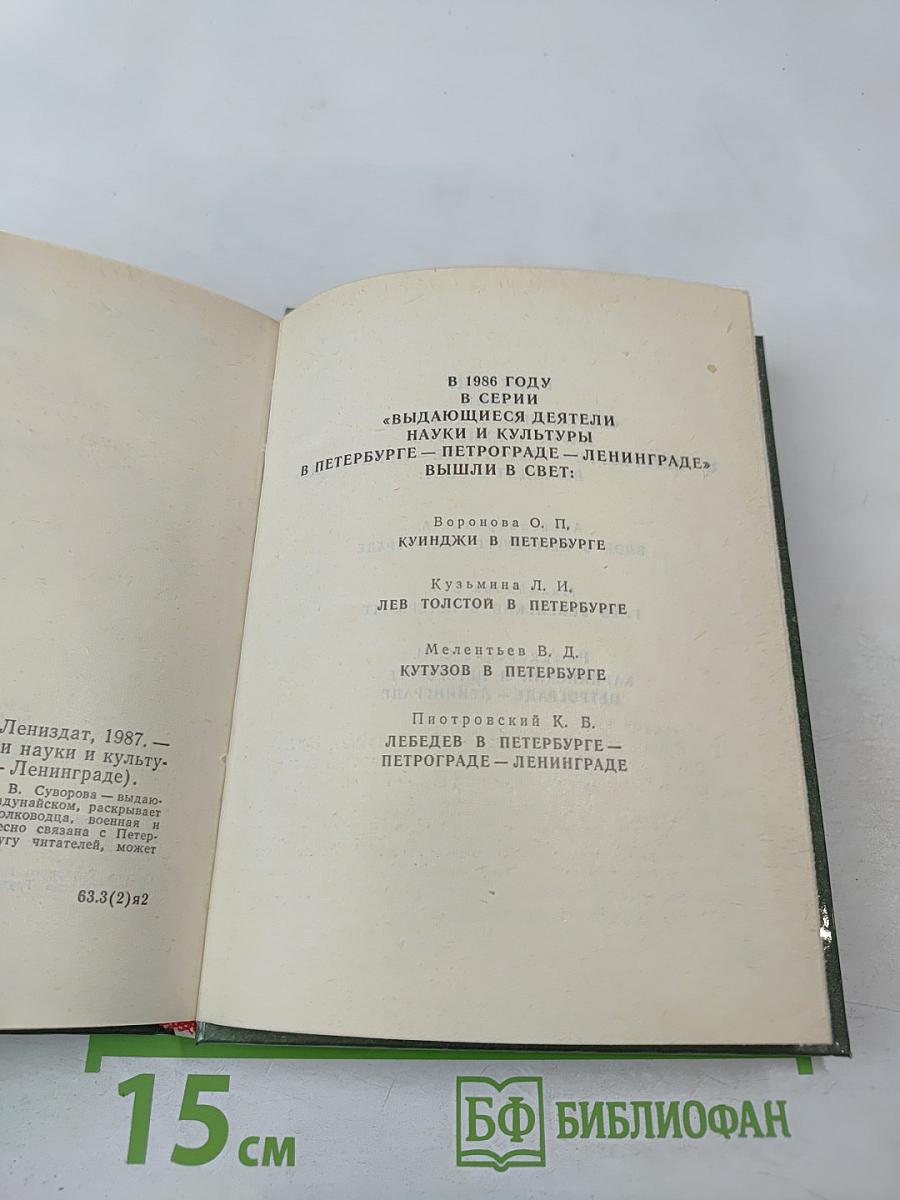 Лениздат, 1987. —
и науки и культу-
- Ленинграде).
В. Суворова — выдаю-
адунайском, раскрывает
олководца, военная и
есно связана с Петер-
угу читателей, может
63.3(2)я2
В 1986 ГОДУ
В СЕРИИ
«ВЫДАЮЩИЕСЯ ДЕЯТЕЛИ
НАУКИ И КУЛЬТУРЫ
В ПЕТЕРБУРГЕ — ПЕТРОГРАДЕ — ЛЕНИНГРАДЕ»
ВЫШЛИ В СВЕТ:
Воронова О. П.
КУИНДЖИ В ПЕТЕРБУРГЕ
Кузьмина Л. И.
ЛЕВ ТОЛСТОЙ В ПЕТЕРБУРГЕ
Мелентьев В. Д.
КУТУЗОВ В ПЕТЕРБУРГЕ
Пиотровский К. Б.
ЛЕБЕДЕВ В ПЕТЕРБУРГЕ —
ПЕТРОГРАДЕ — ЛЕНИНГРАДЕ
15 см
БФ БИБЛИОФАН